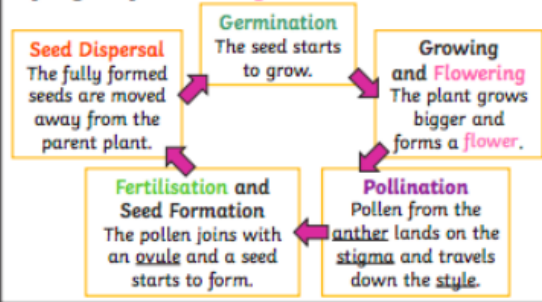 Germination
The seed starts
to grow.
Growing
and Flowering
The plant grows
bigger and
forms a flower.
Pollination
Pollen from the
anther lands on the
stigma and travels
down the style.
Fertilisation and
Seed Formation
The pollen joins with
an ovule and a seed
starts to form.
Seed Dispersal
The fully formed
seeds are moved
away from the
parent plant.